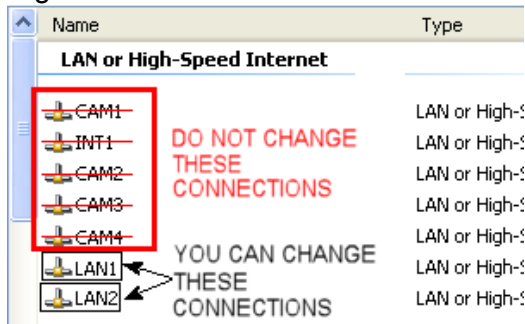 Name Type
LAN or High-Speed Internet
CAM1 LAN or High-S
INT1 LAN or High-S
CAM2 LAN or High-S
CAM3 LAN or High-S
CAM4 LAN or High-S
LAN1 LAN or High-S
LAN2 LAN or High-S
DO NOT CHANGE
THESE
CONNECTIONS
YOU CAN CHANGE
THESE
CONNECTIONS